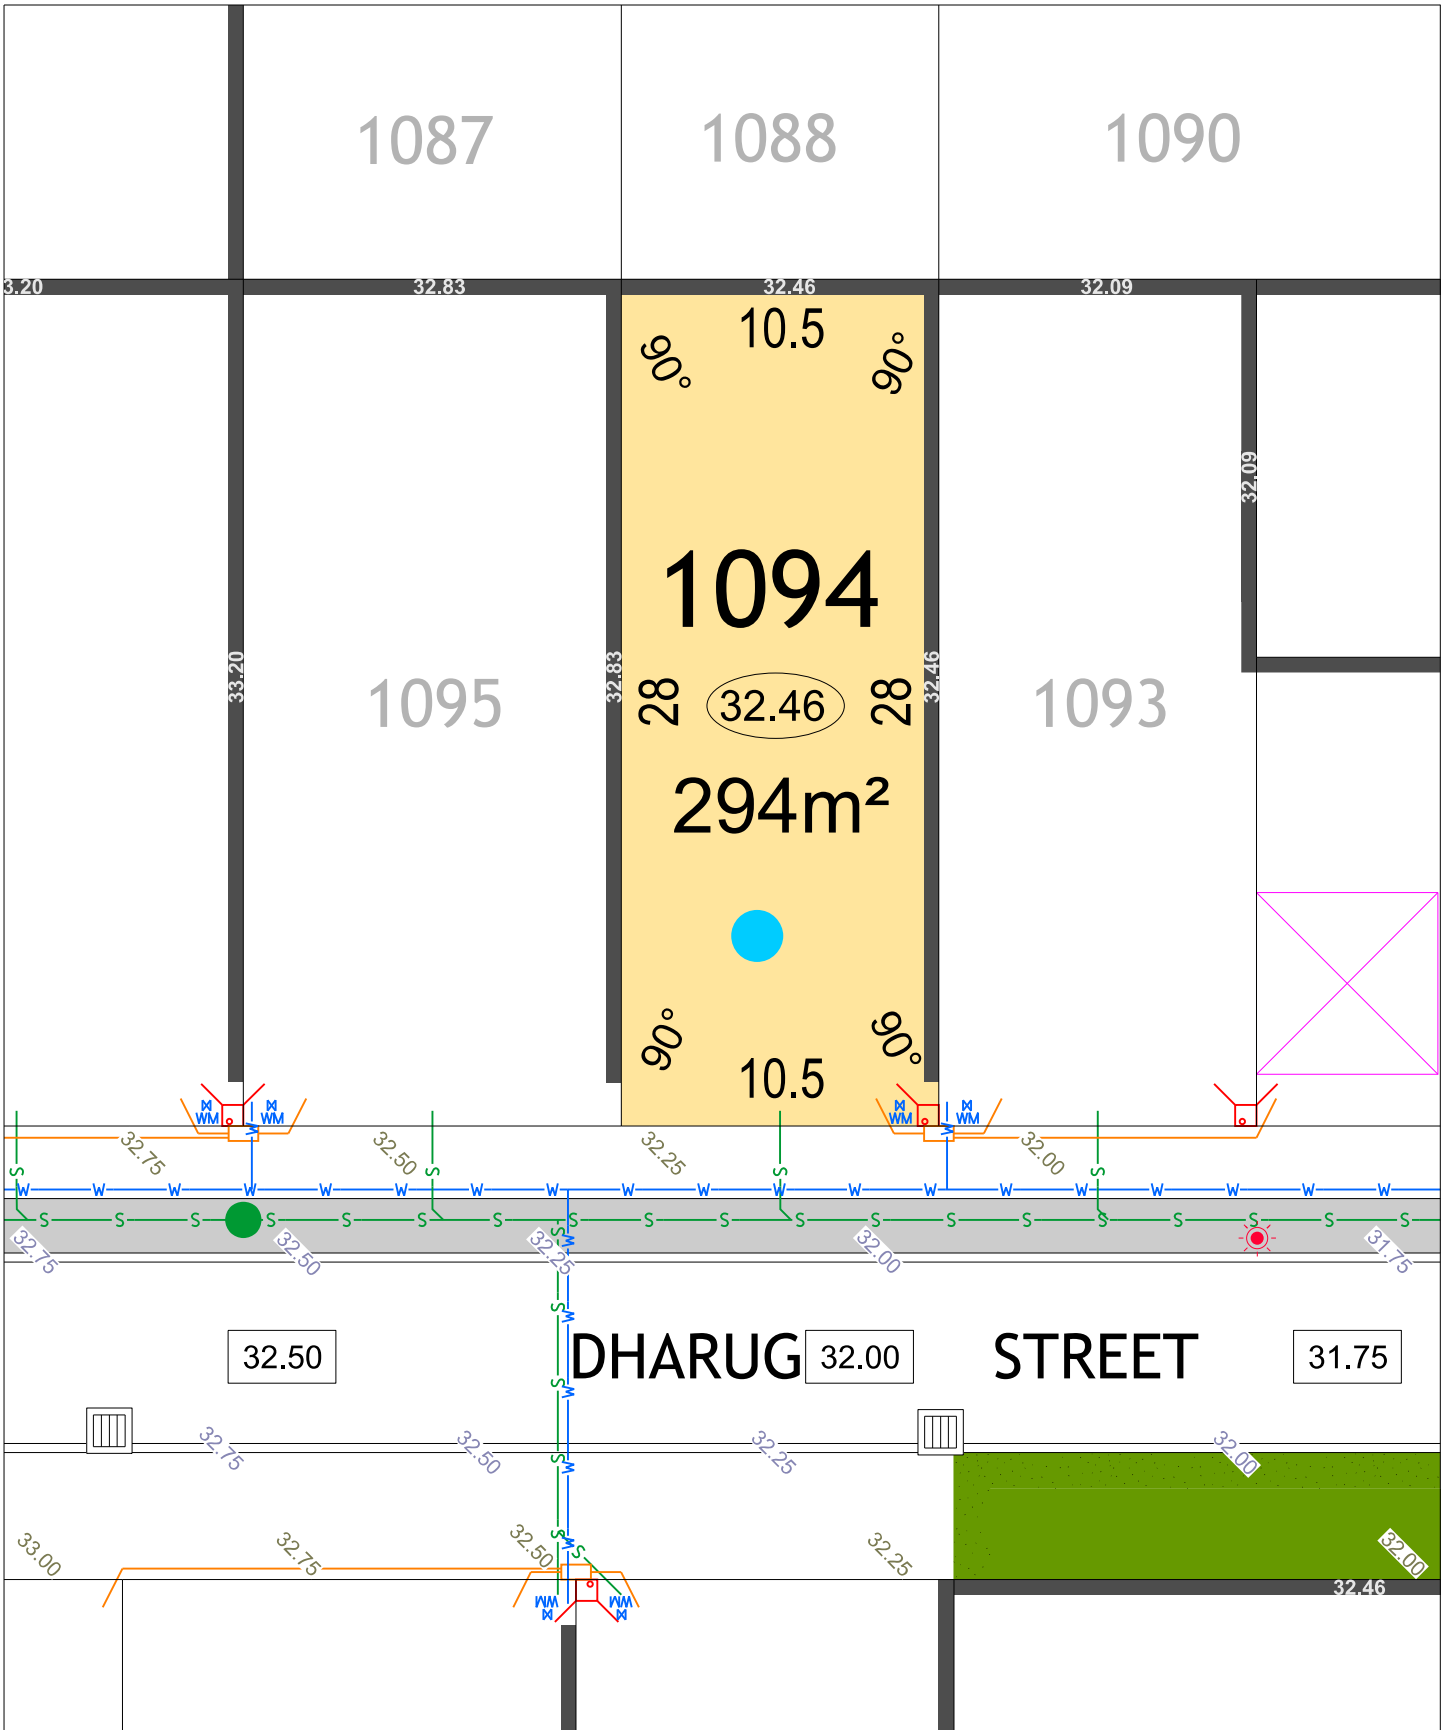 1087
1088
1090
3.20
32.83
32.46
32.09
10.5
90°
90°
32.09
1094
33.20
1095
32.83
28
32.46
28
32.46
1093
294m²
90°
90°
10.5
WM
WM
WM
WM
W
W
32.75
32.50
32.25
32.00
S
S
S
S
W W W W W W W W W W W W W W W W W W W
S S S S S S S S S S S S S S S S S S
32.75
32.50
S
W
32.25
32.00
31.75
S
W
32.50
DHARUG
32.00
STREET
31.75
S
W
32.75
32.50
32.25
32.00
S
W
33.00
32.75
32.50
S
W
S
32.25
32.00
WM
WM
32.46